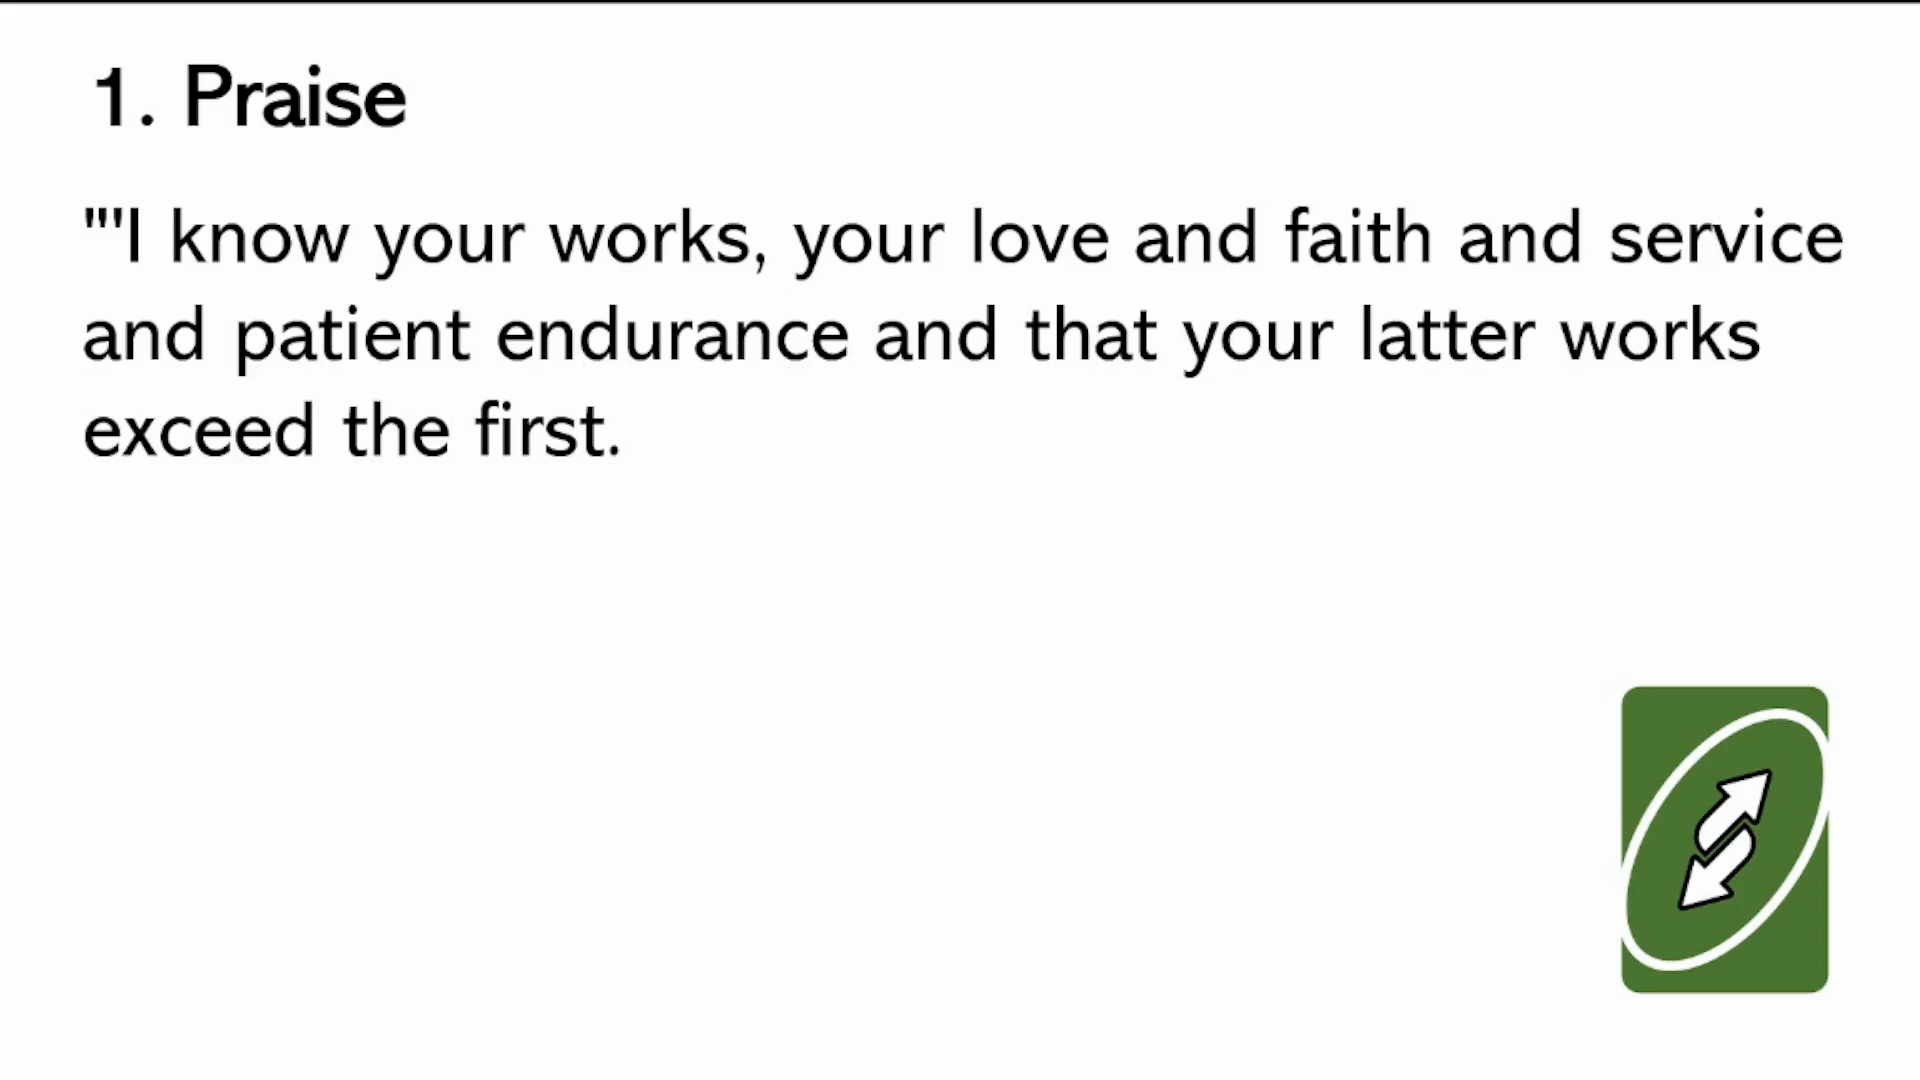 1. Praise
"'I know your works, your love and faith and service
and patient endurance and that your latter works
exceed the first.